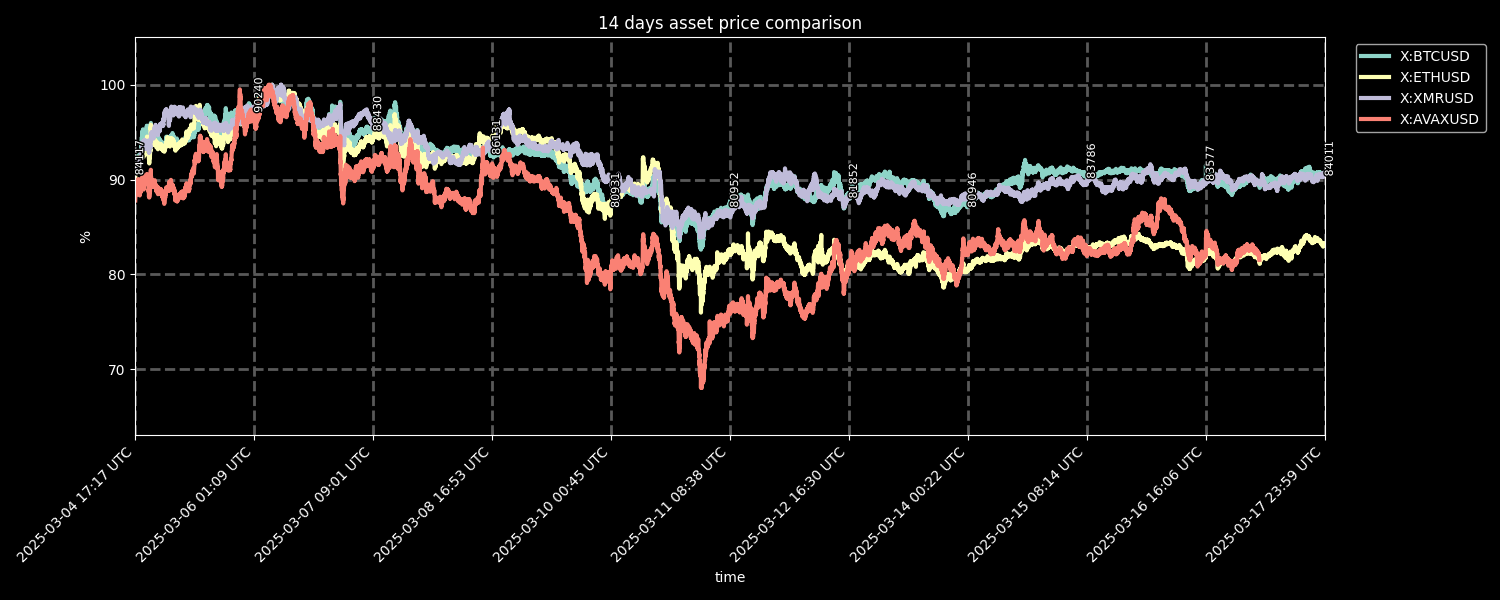 14 days asset price comparison
X:BTCUSD
X:ETHUSD
X:XMRUSD
X:AVAXUSD
100
90
80
70
%
90240
88430
86131
80931
80952
81852
80946
83786
83577
84011
2025-03-04 17:17 UTC
2025-03-06 01:09 UTC
2025-03-07 09:01 UTC
2025-03-08 16:53 UTC
2025-03-10 00:45 UTC
2025-03-11 08:38 UTC
2025-03-12 16:30 UTC
2025-03-14 00:22 UTC
2025-03-15 08:14 UTC
2025-03-16 16:06 UTC
2025-03-17 23:59 UTC
time